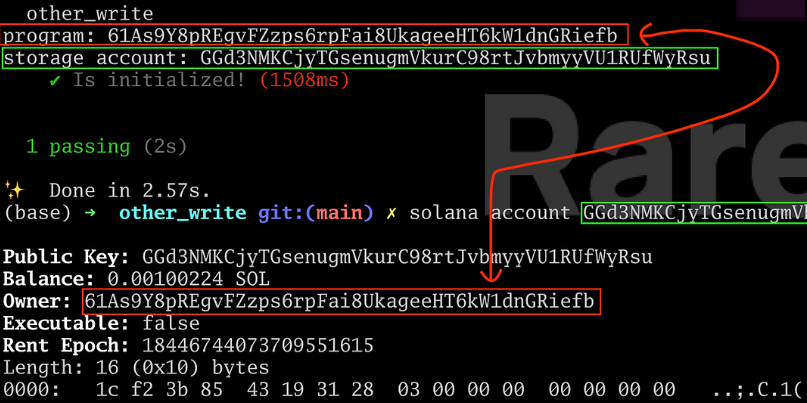 other_write
program: 61As9Y8pREgvFZzps6rpFai8UkageeHT6kW1dnGRiefb
storage account: GGd3NMKCjyTGsenugmVkurC98rtJvbmyyVU1RUfWyRsu
✔ Is initialized! (1508ms)
1 passing (2s)
Rare
✨ Done in 2.57s.
(base) ➜ other_write git:(main) ✗ solana account GGd3NMKCjyTGsenugmV
Public Key: GGd3NMKCjyTGsenugmVkurC98rtJvbmyyVU1RUfWyRsu
Balance: 0.00100224 SOL
Owner: 61As9Y8pREgvFZzps6rpFai8UkageeHT6kW1dnGRiefb
Executable: false
Rent Epoch: 18446744073709551615
Length: 16 (0x10) bytes
0000: 1c f2 3b 85 43 19 31 28 03 00 00 00 00 00 00 00 ..;.C.1(